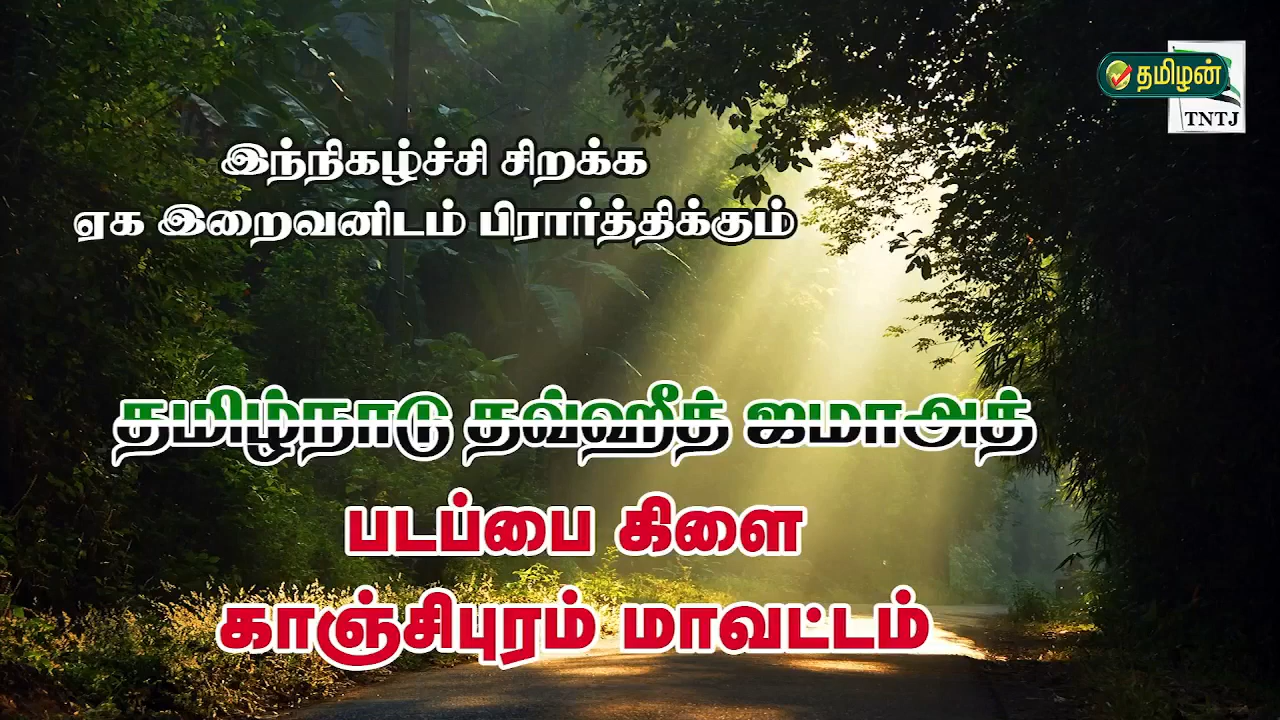 தமிழன்
TNTJ
இந்நிகழ்ச்சி சிறக்க
ஏக இறைவனிடம் பிரார்த்திக்கும்
தமிழ்நாடு தவ்ஹீத் ஜமாஅத்
படப்பை கிளை
காஞ்சிபுரம் மாவட்டம்